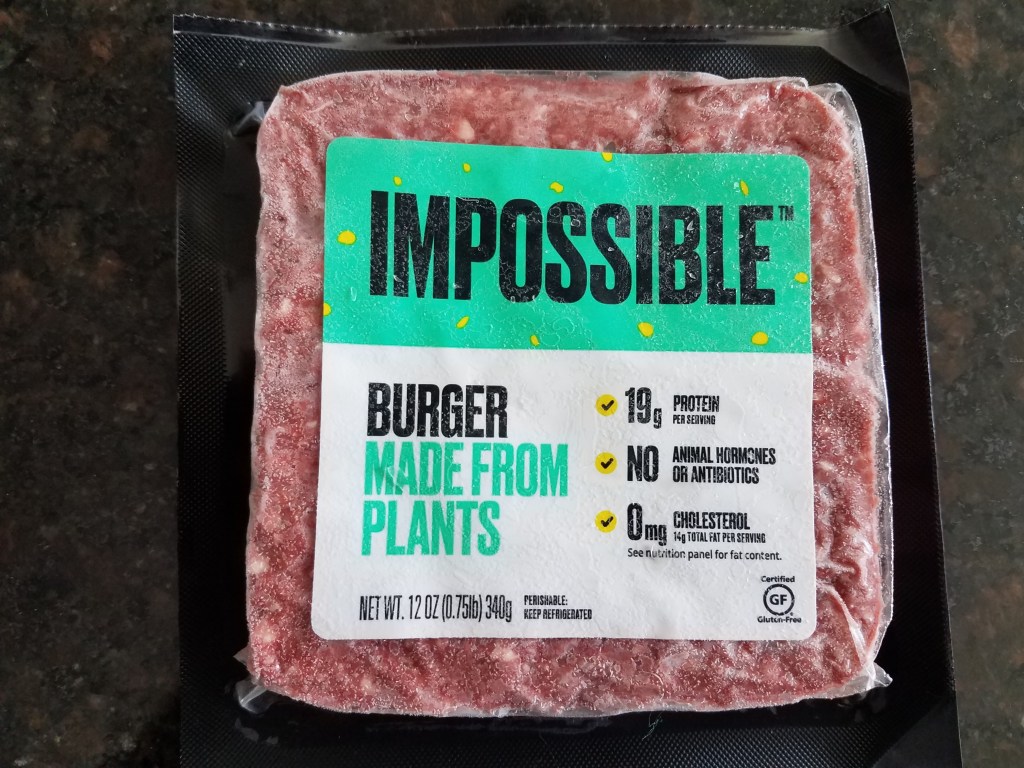 IMPOSSIBLE™
BURGER
MADE FROM
PLANTS
19g PROTEIN
PER SERVING
NO ANIMAL HORMONES
OR ANTIBIOTICS
0mg CHOLESTEROL
14g TOTAL FAT PER SERVING
See nutrition panel for fat content.
NET WT. 12 OZ (0.75lb) 340g
PERISHABLE:
KEEP REFRIGERATED
Certified
GF
Gluten-Free